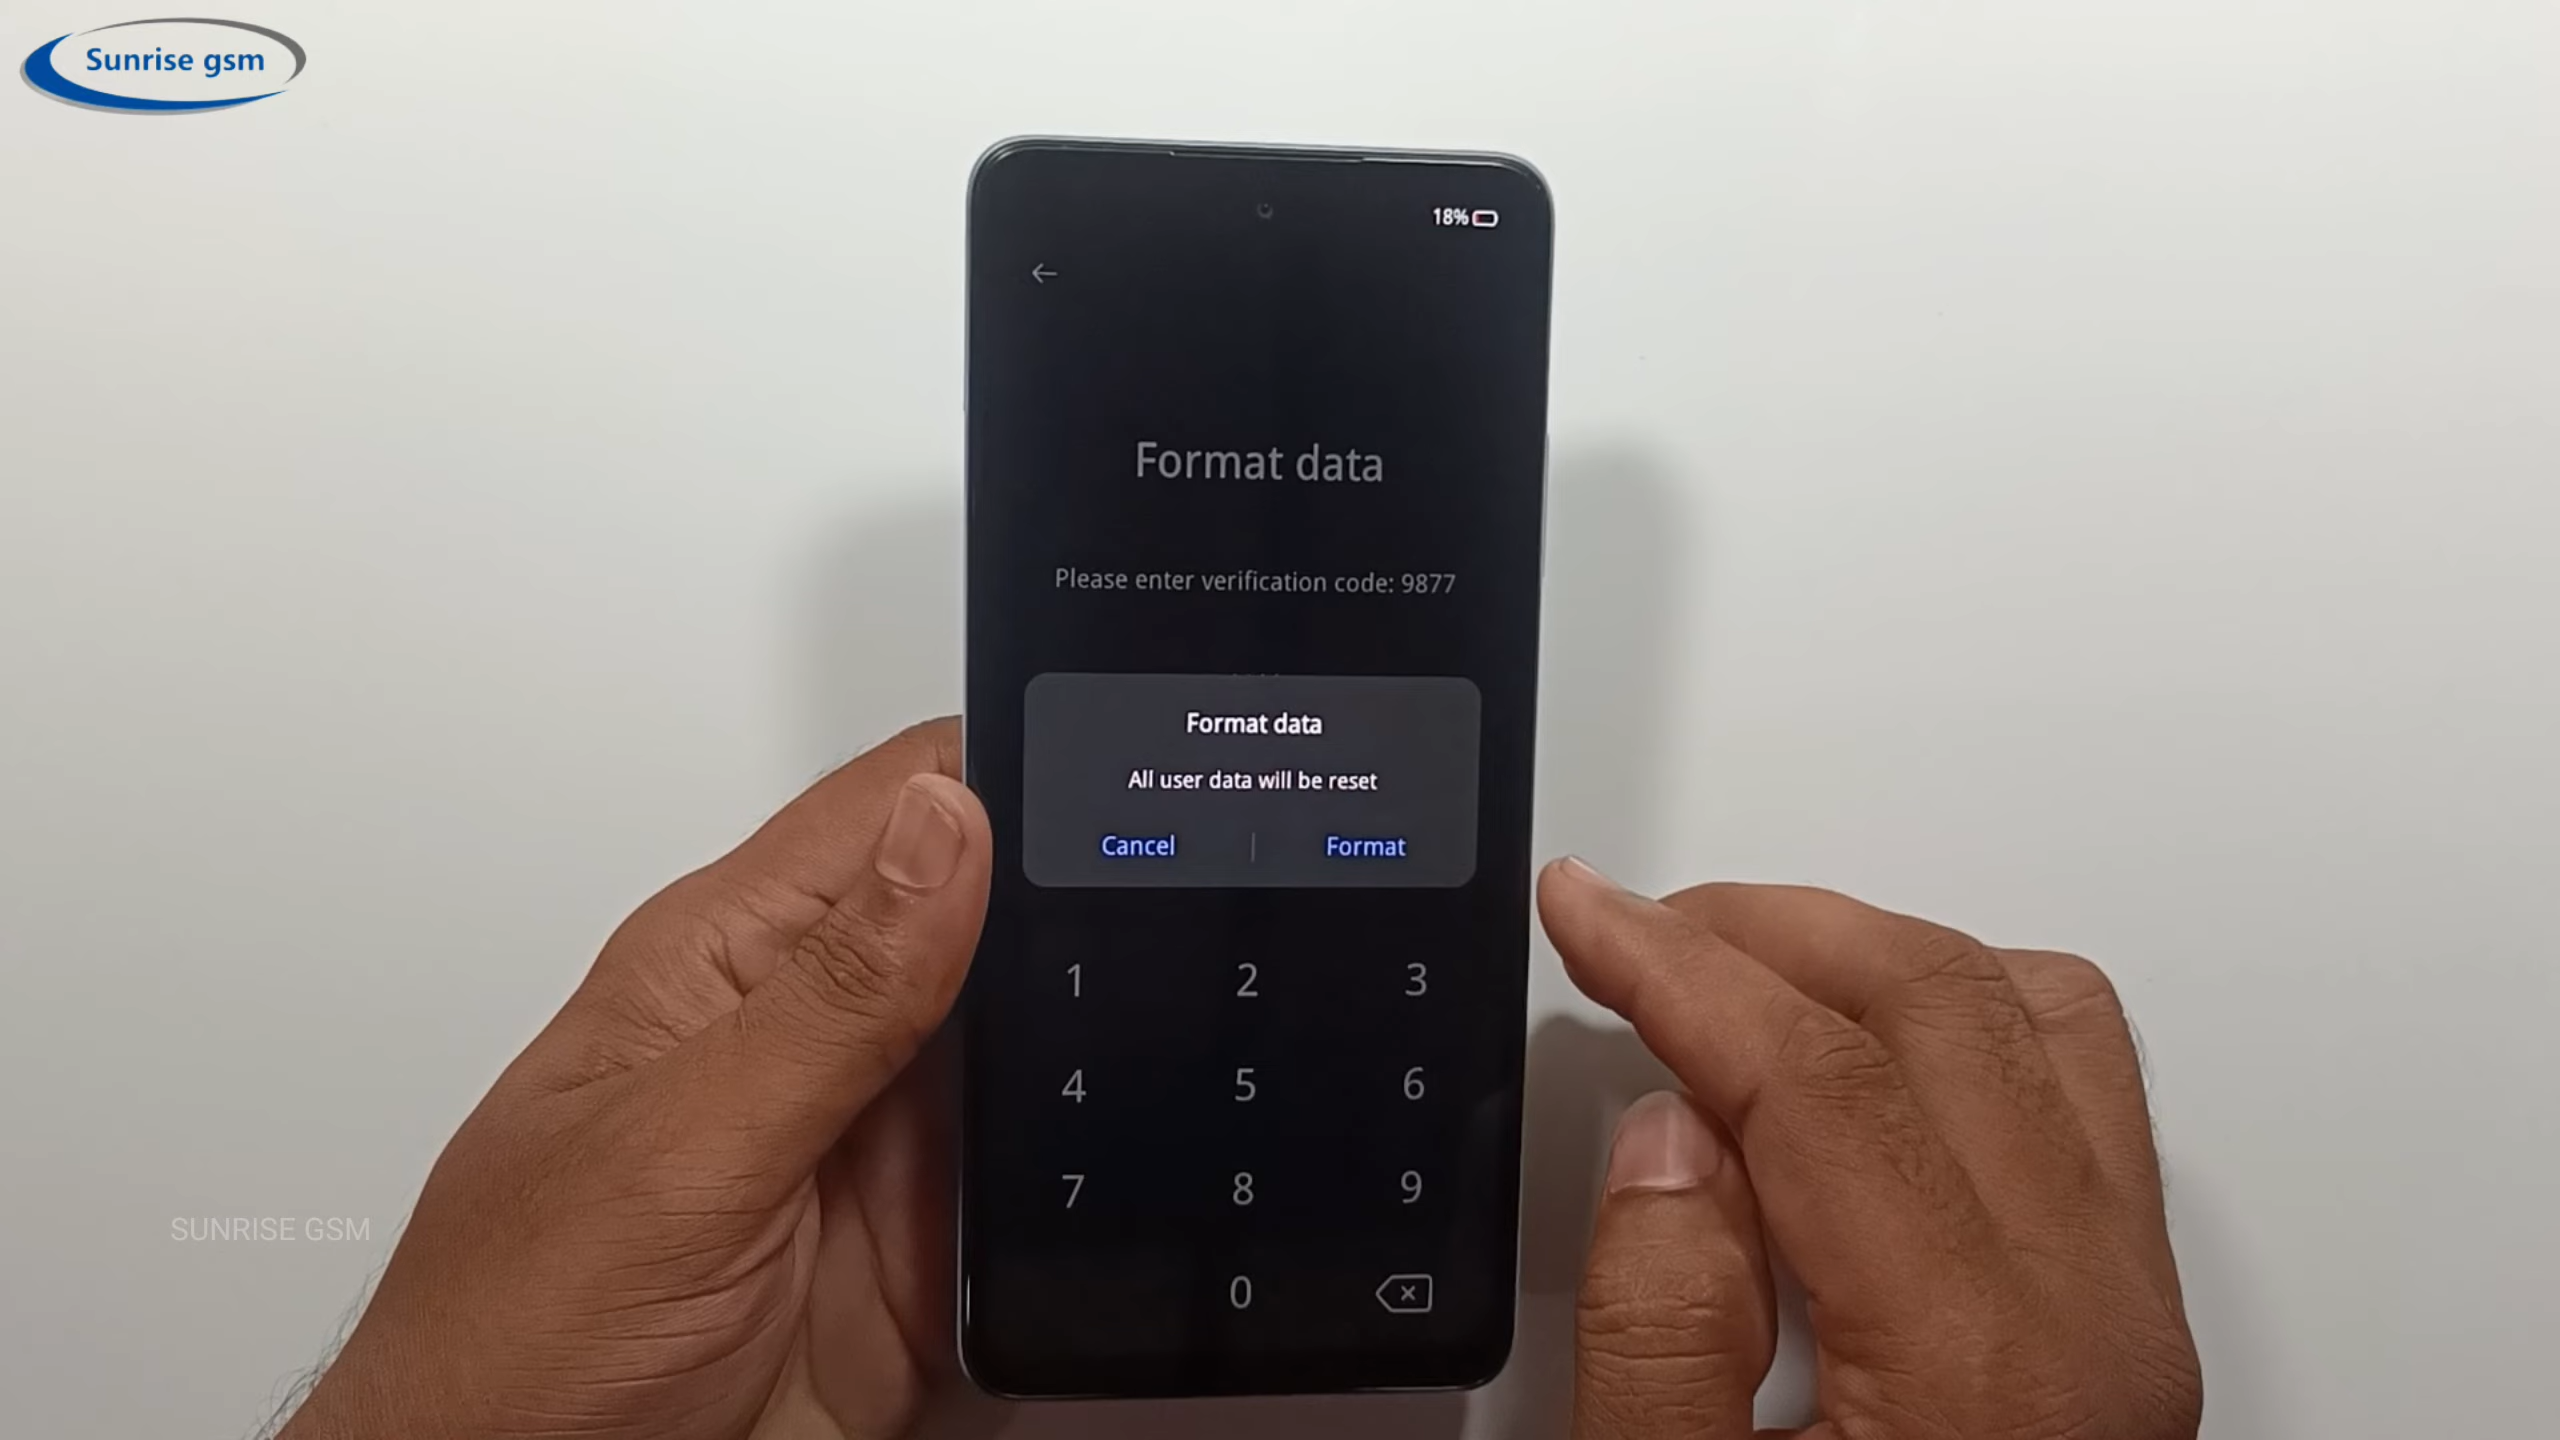 Sunrise gsm
18%
Format data
Please enter verification code: 9877
Format data
All user data will be reset
Cancel | Format
1 2 3
4 5 6
7 8 9
0
SUNRISE GSM